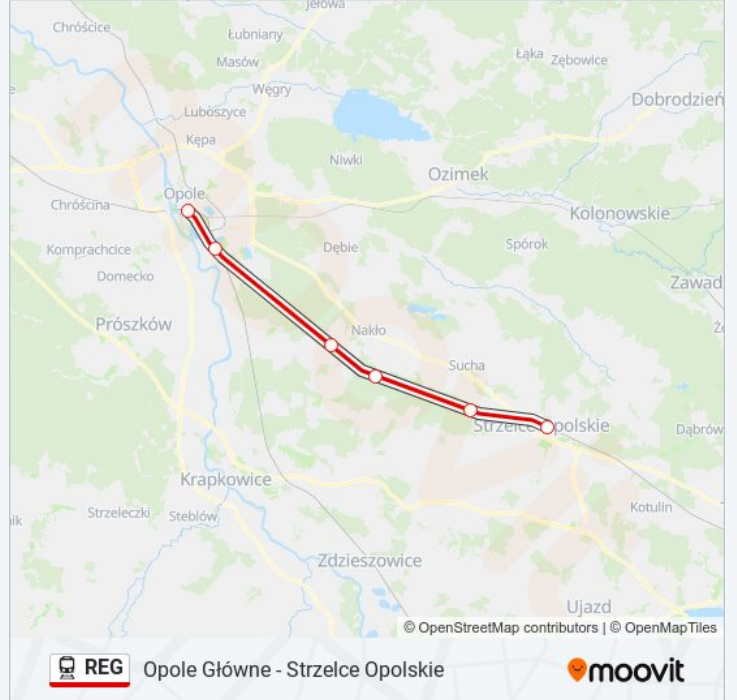 Jełowa
Chróścice
Łubniany
Masów
Łąka
Zębowice
Węgry
Dobrodzień
Luboszyce
Kępa
Niwki
Ozimek
Opole
Chróścina
Kolonowskie
Komprachcice
Dębie
Spórok
Domecko
Zawad
Prószków
Nakło
Sucha
Strzelce Opolskie
Dąbrów
Krapkowice
Kotulin
ik
Strzeleczki
Steblów
Zdzieszowice
Ujazd
© OpenStreetMap contributors | © OpenMapTiles
REG
Opole Główne - Strzelce Opolskie
moovit